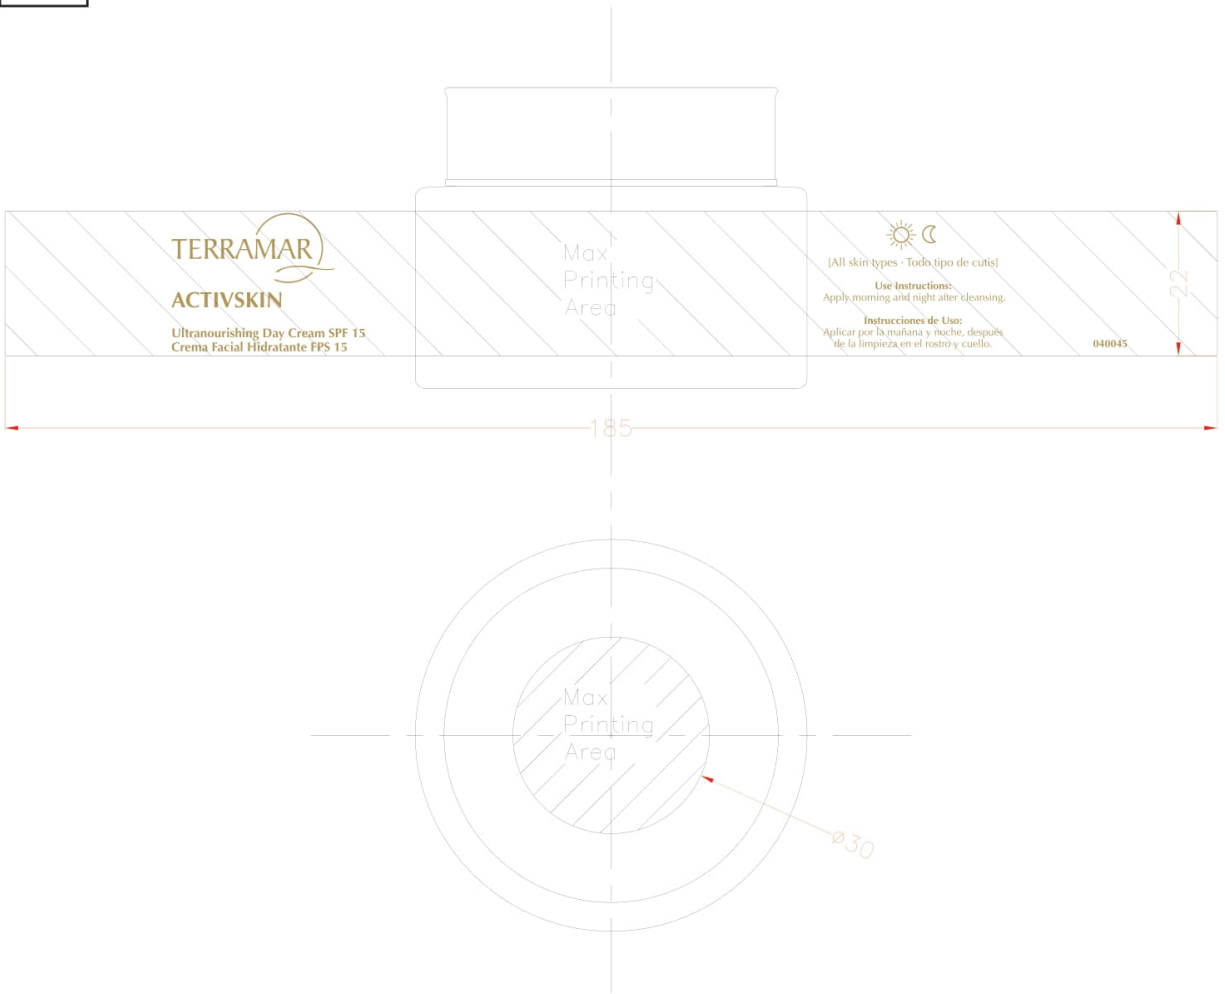 TERRAMAR
ACTIVSKIN
Ultranourishing Day Cream SPF 15
Crema Facial Hidratante FPS 15
Max
Printing
Area
[All skin types · Todo tipo de cutis]
Use Instructions:
Apply morning and night after cleansing.
Instrucciones de Uso:
Aplicar por la mañana y noche, después
de la limpieza en el rostro y cuello.
040045
22
185
Max
Printing
Area
ø30